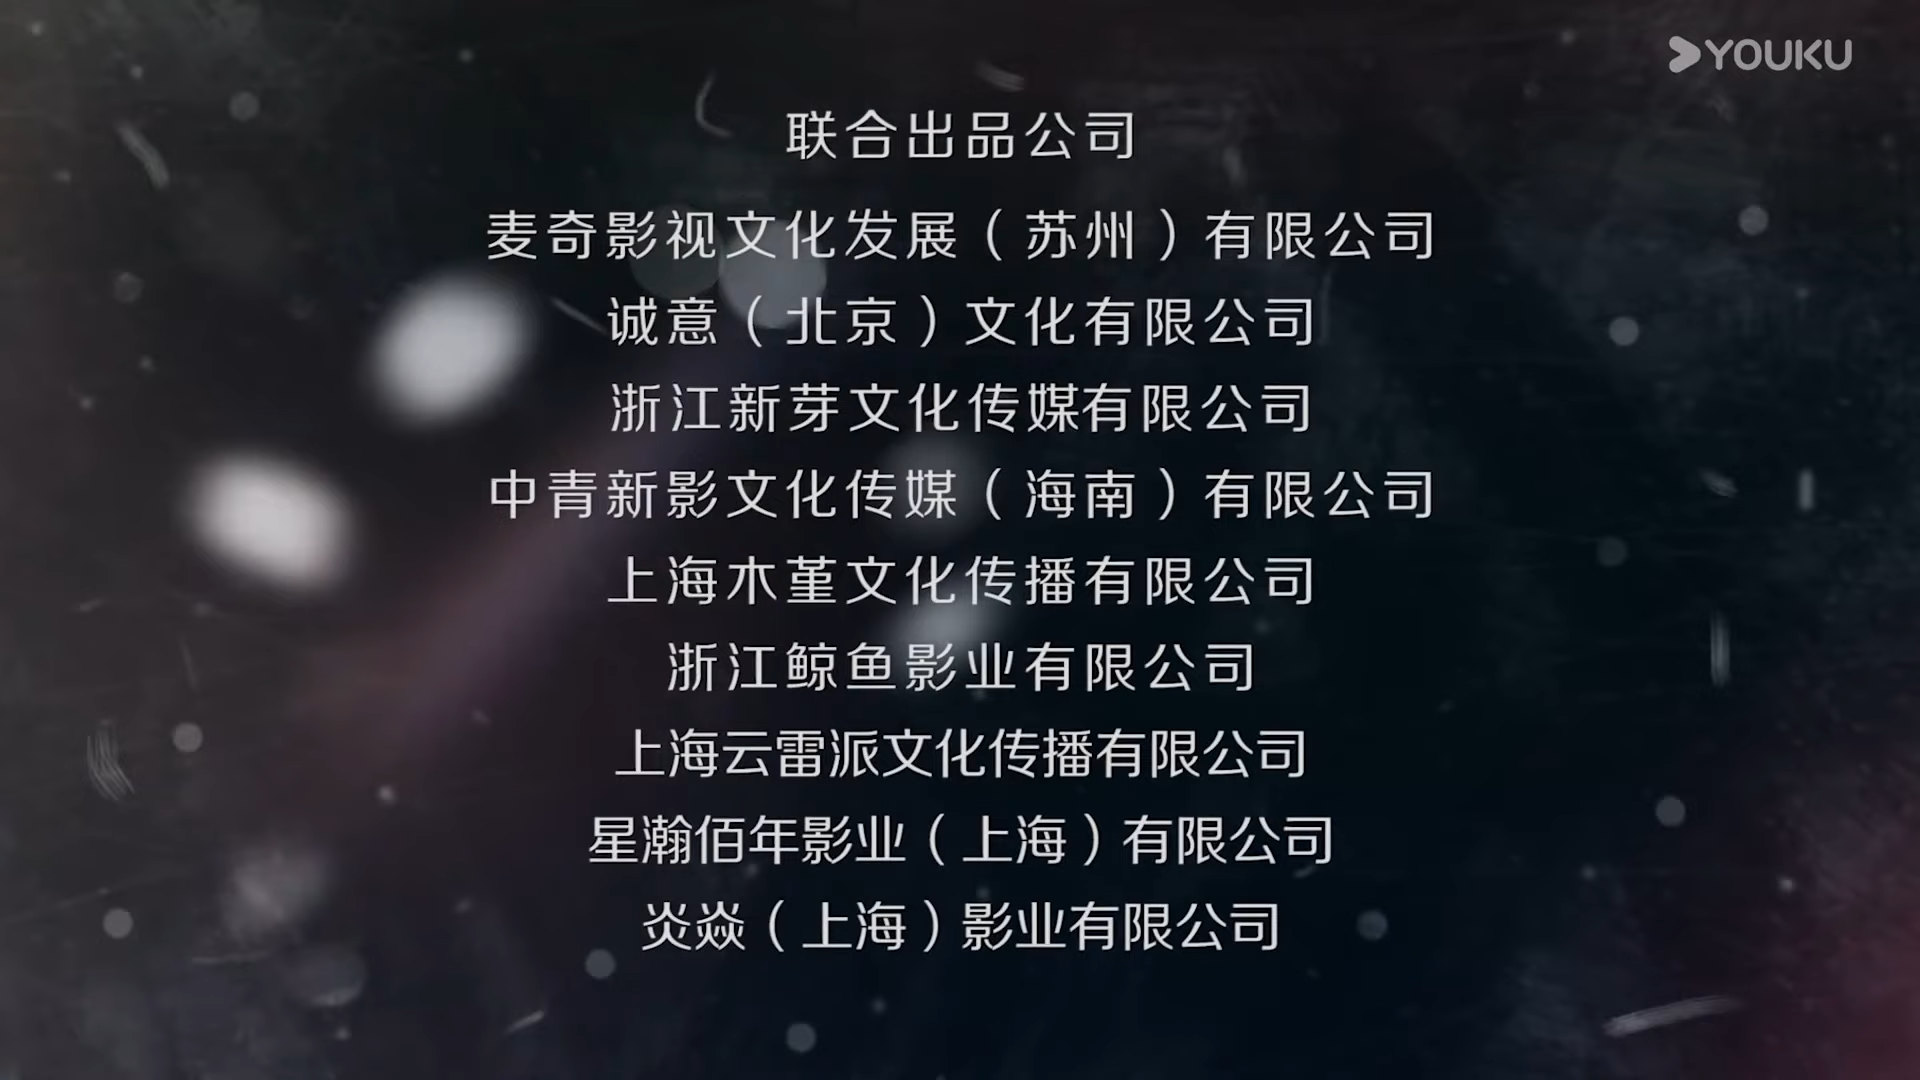 YOUKU
联合出品公司
麦奇影视文化发展（苏州）有限公司
诚意（北京）文化有限公司
浙江新芽文化传媒有限公司
中青新影文化传媒（海南）有限公司
上海木堇文化传播有限公司
浙江鲸鱼影业有限公司
上海云雷派文化传播有限公司
星瀚佰年影业（上海）有限公司
炎焱（上海）影业有限公司